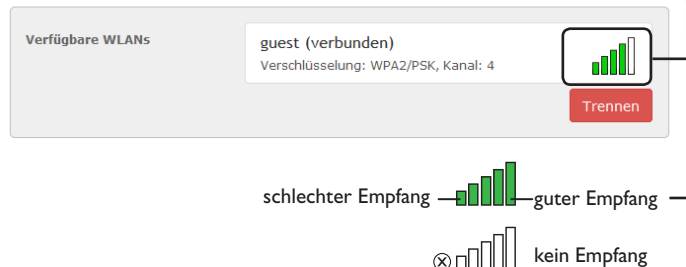 Verfügbare WLANs
guest (verbunden)
Verschlüsselung: WPA2/PSK, Kanal: 4
Trennen
schlechter Empfang
guter Empfang
kein Empfang